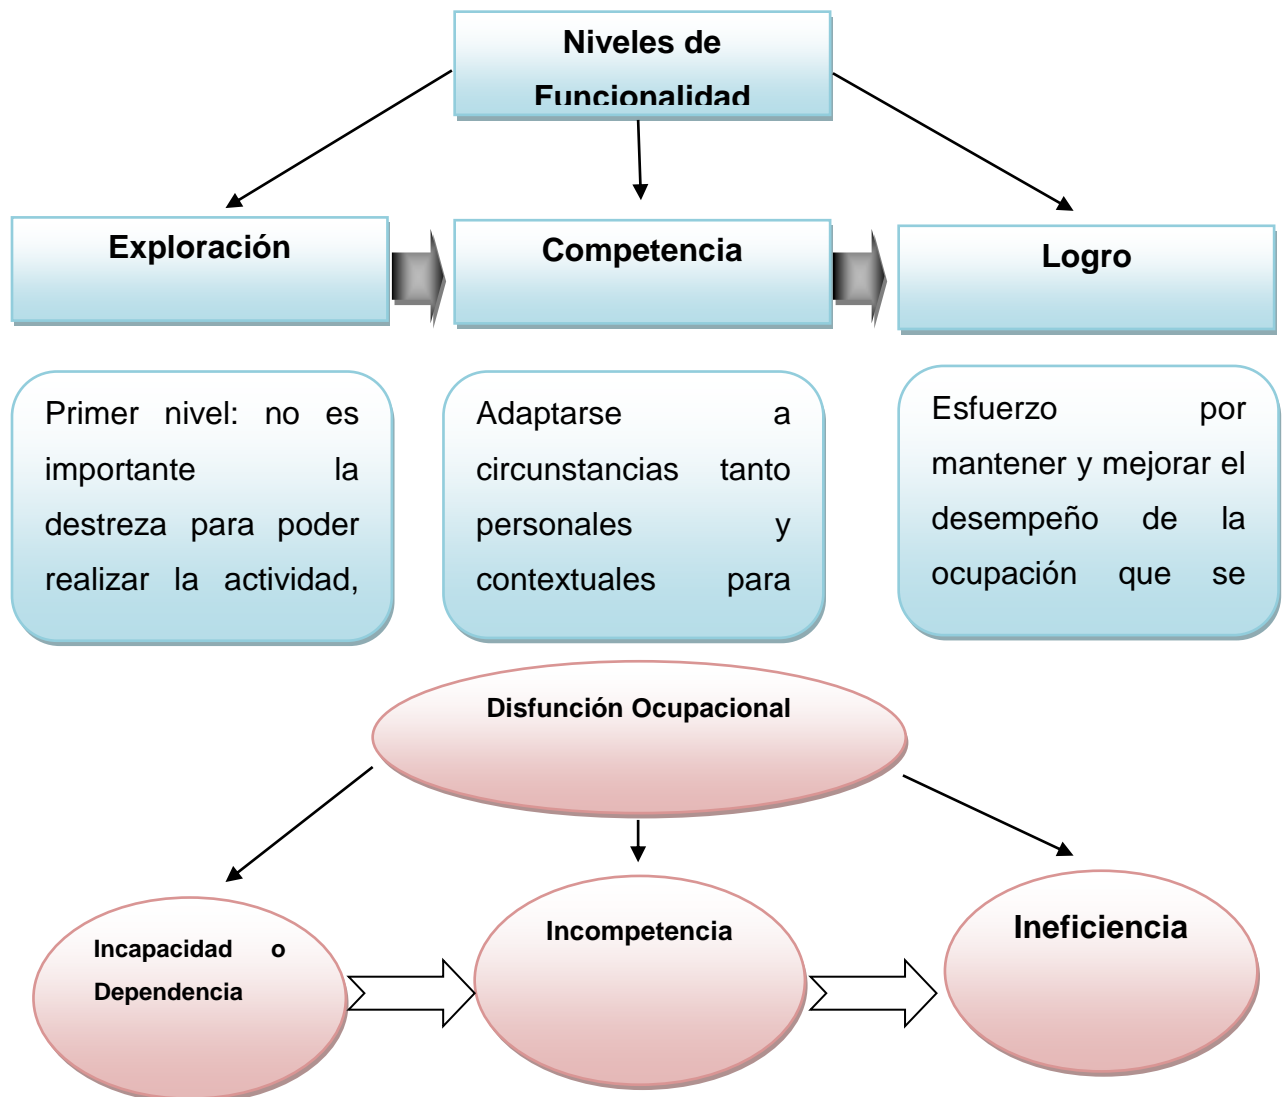 Niveles de
Funcionalidad
Exploración
Competencia
Logro
Primer nivel: no es
importante la
destreza para poder
realizar la actividad,
Adaptarse a
circunstancias tanto
personales y
contextuales para
Esfuerzo por
mantener y mejorar el
desempeño de la
ocupación que se
Disfunción Ocupacional
Incapacidad o
Dependencia
Incompetencia
Ineficiencia